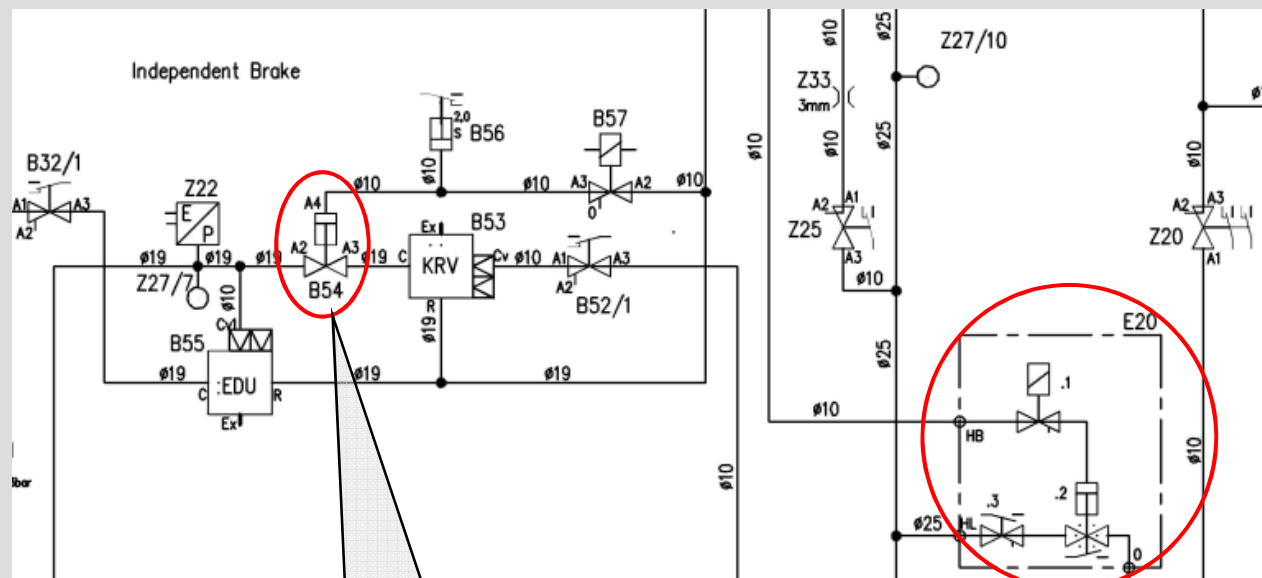 Independent Brake
B32/1
A1
A3
A2
Z22
E
P
ø19
ø19
ø19
Z27/7
ø10
A4
A2
A3
B54
ø10
2,0
S
B56
ø10
ø10
B57
A3
A2
0
ø10
ø19
B53
Ex
C
KRV
R
Cv
ø10
A1
A3
A2
B52/1
ø19
B55
Cv
ø19
C
EDU
R
Ex
ø19
ø19
ø10
ø10
ø10
ø25
Z27/10
Z33
3mm
ø10
ø25
A2
A1
Z25
A3
ø10
ø25
ø10
A2
A3
Z20
A1
ø10
E20
.1
ø10
HB
.2
.3
ø25
HL
0